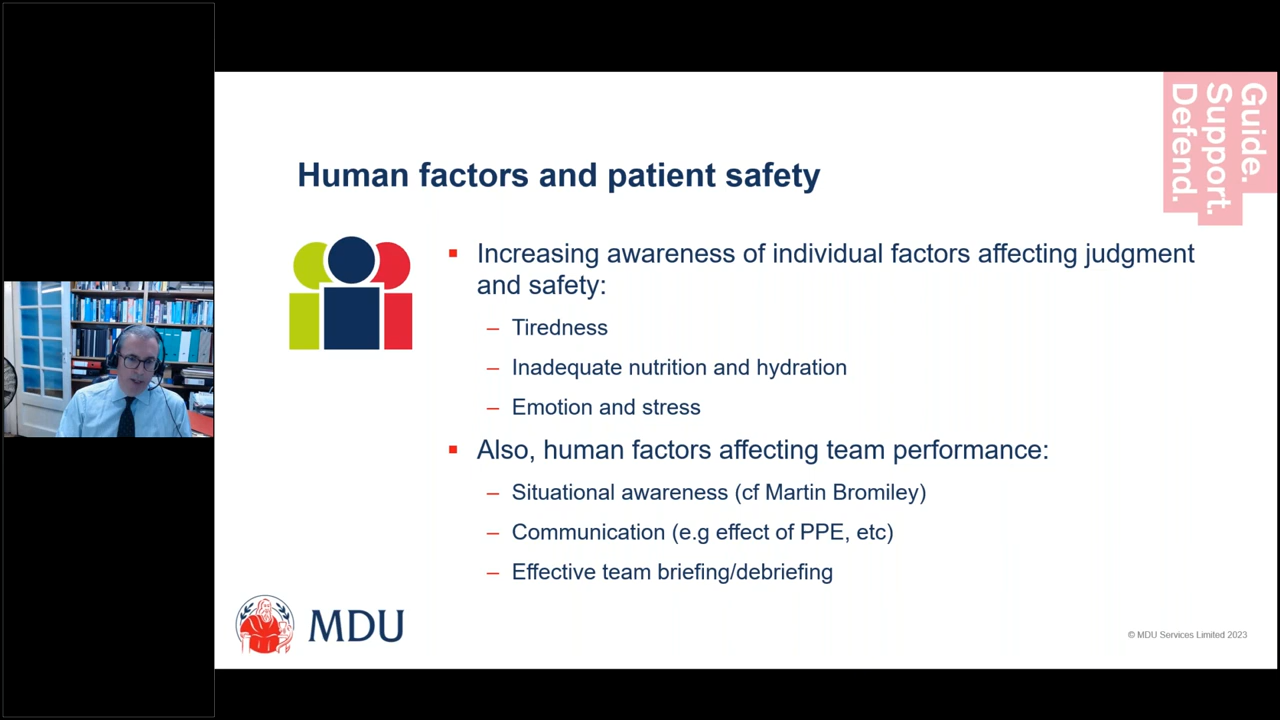 Guide.
Support.
Defend.
Human factors and patient safety
▪ Increasing awareness of individual factors affecting judgment
and safety:
– Tiredness
– Inadequate nutrition and hydration
– Emotion and stress
▪ Also, human factors affecting team performance:
– Situational awareness (cf Martin Bromiley)
– Communication (e.g effect of PPE, etc)
– Effective team briefing/debriefing
MDU
© MDU Services Limited 2023